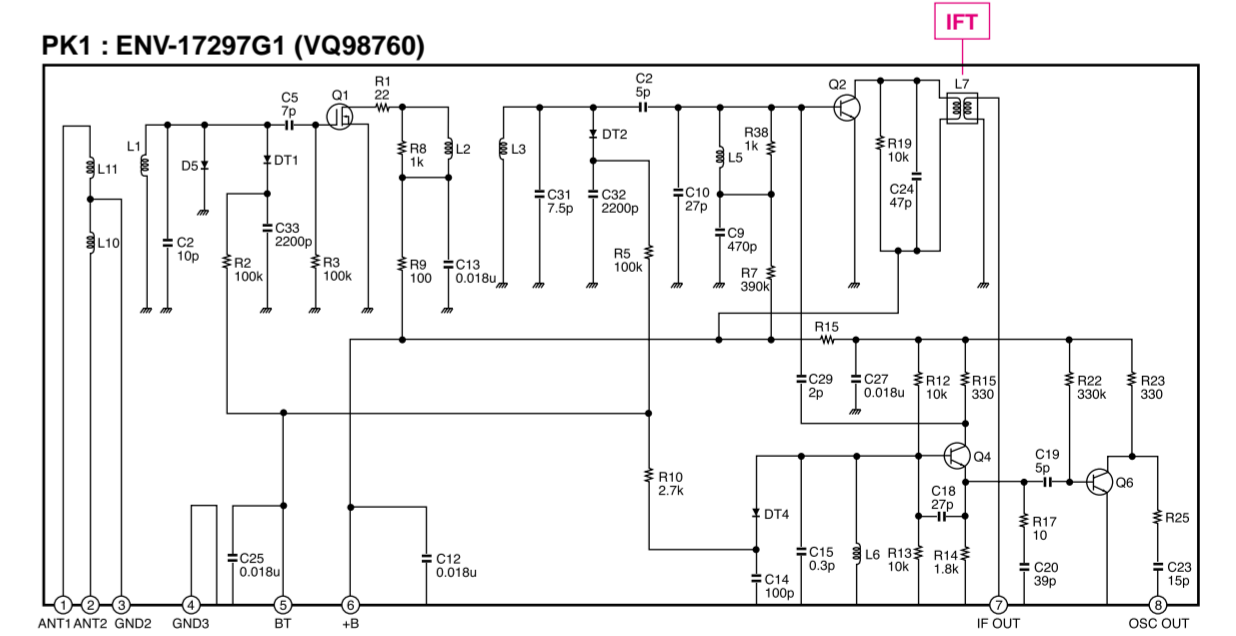 IFT
PK1 : ENV-17297G1 (VQ98760)
R1
22
C2
5p
Q2
L7
C5
7p
Q1
L1
D5
DT1
R8
1k
L2
L3
DT2
R38
1k
L5
R19
10k
L11
C31
7.5p
C32
2200p
C10
27p
C24
47p
L10
C2
10p
C33
2200p
C9
470p
R2
100k
R3
100k
R9
100
C13
0.018u
R5
100k
R7
390k
R15
C29
2p
C27
0.018u
R12
10k
R15
330
R22
330k
R23
330
R10
2.7k
Q4
C19
5p
Q6
C18
27p
DT4
R17
10
R25
C25
0.018u
C12
0.018u
C15
0.3p
L6
R13
10k
R14
1.8k
C20
39p
C23
15p
C14
100p
1 2 3 4 5 6 7 8
ANT1 ANT2 GND2 GND3 BT +B IF OUT OSC OUT